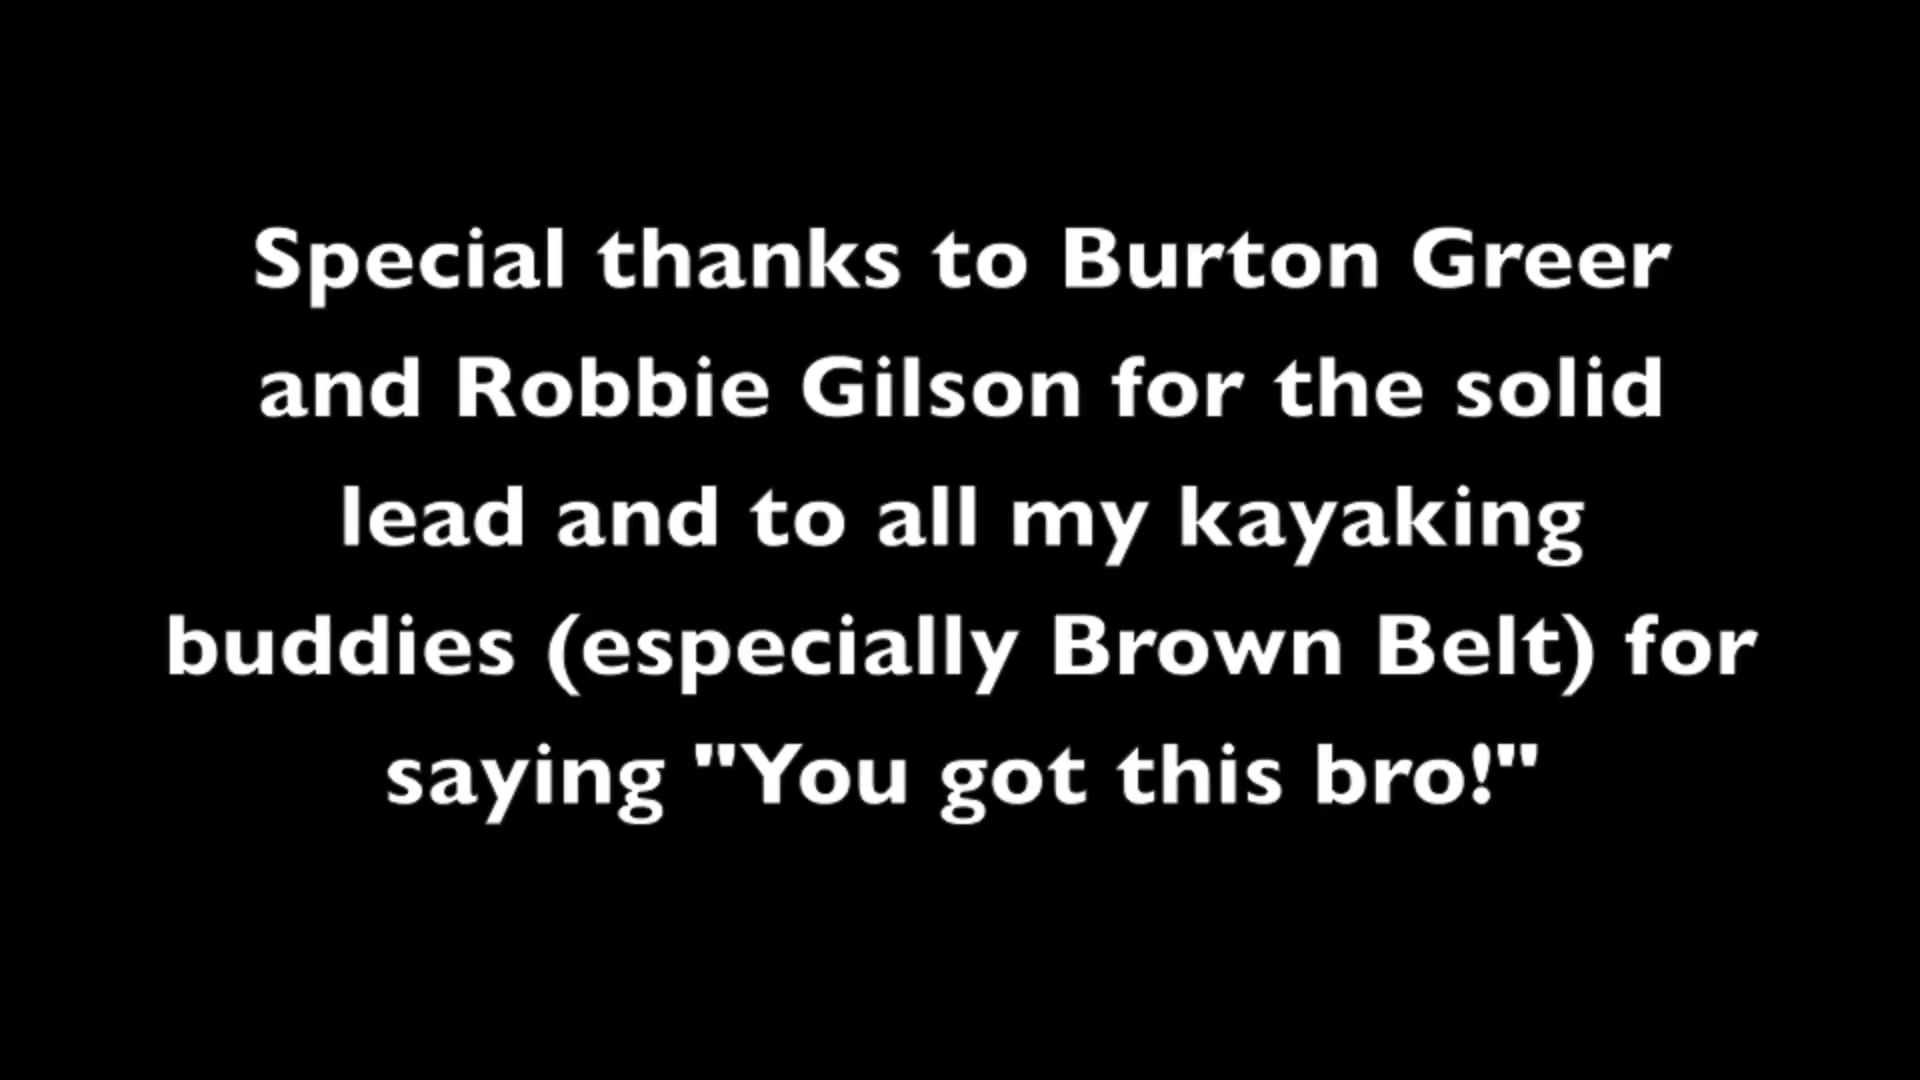 Special thanks to Burton Greer
and Robbie Gilson for the solid
lead and to all my kayaking
buddies (especially Brown Belt) for
saying "You got this bro!"